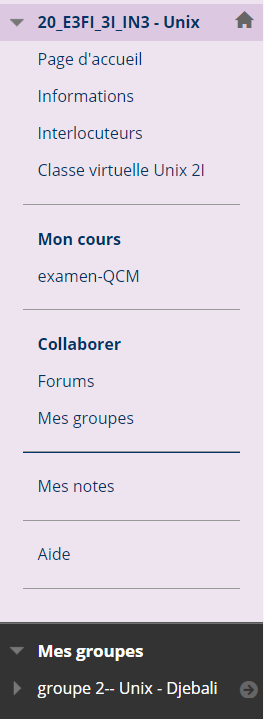 20_E3FI_3I_IN3 - Unix
Page d'accueil
Informations
Interlocuteurs
Classe virtuelle Unix 2I
Mon cours
examen-QCM
Collaborer
Forums
Mes groupes
Mes notes
Aide
Mes groupes
groupe 2-- Unix - Djebali